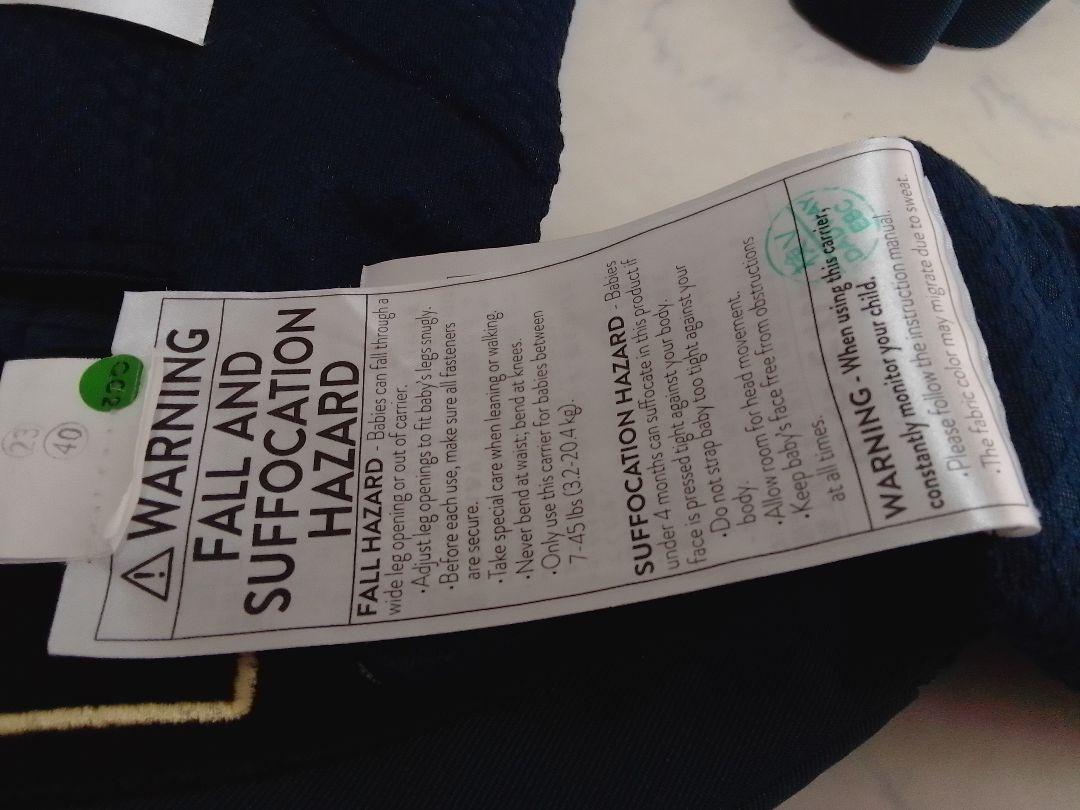 WARNING
FALL AND
SUFFOCATION
HAZARD
FALL HAZARD - Babies can fall through a
wide leg opening or out of carrier.
•Adjust leg openings to fit baby's legs snugly.
•Before each use, make sure all fasteners
are secure.
•Take special care when leaning or walking.
•Never bend at waist; bend at knees.
•Only use this carrier for babies between
7-45 lbs (3.2-20.4 kg).
SUFFOCATION HAZARD - Babies
under 4 months can suffocate in this product if
face is pressed tight against your body.
•Do not strap baby too tight against your
body.
•Allow room for head movement.
•Keep baby's face free from obstructions
at all times.
WARNING - When using this carrier,
constantly monitor your child.
•Please follow the instruction manual.
•The fabric color may migrate due to sweat.
23
40